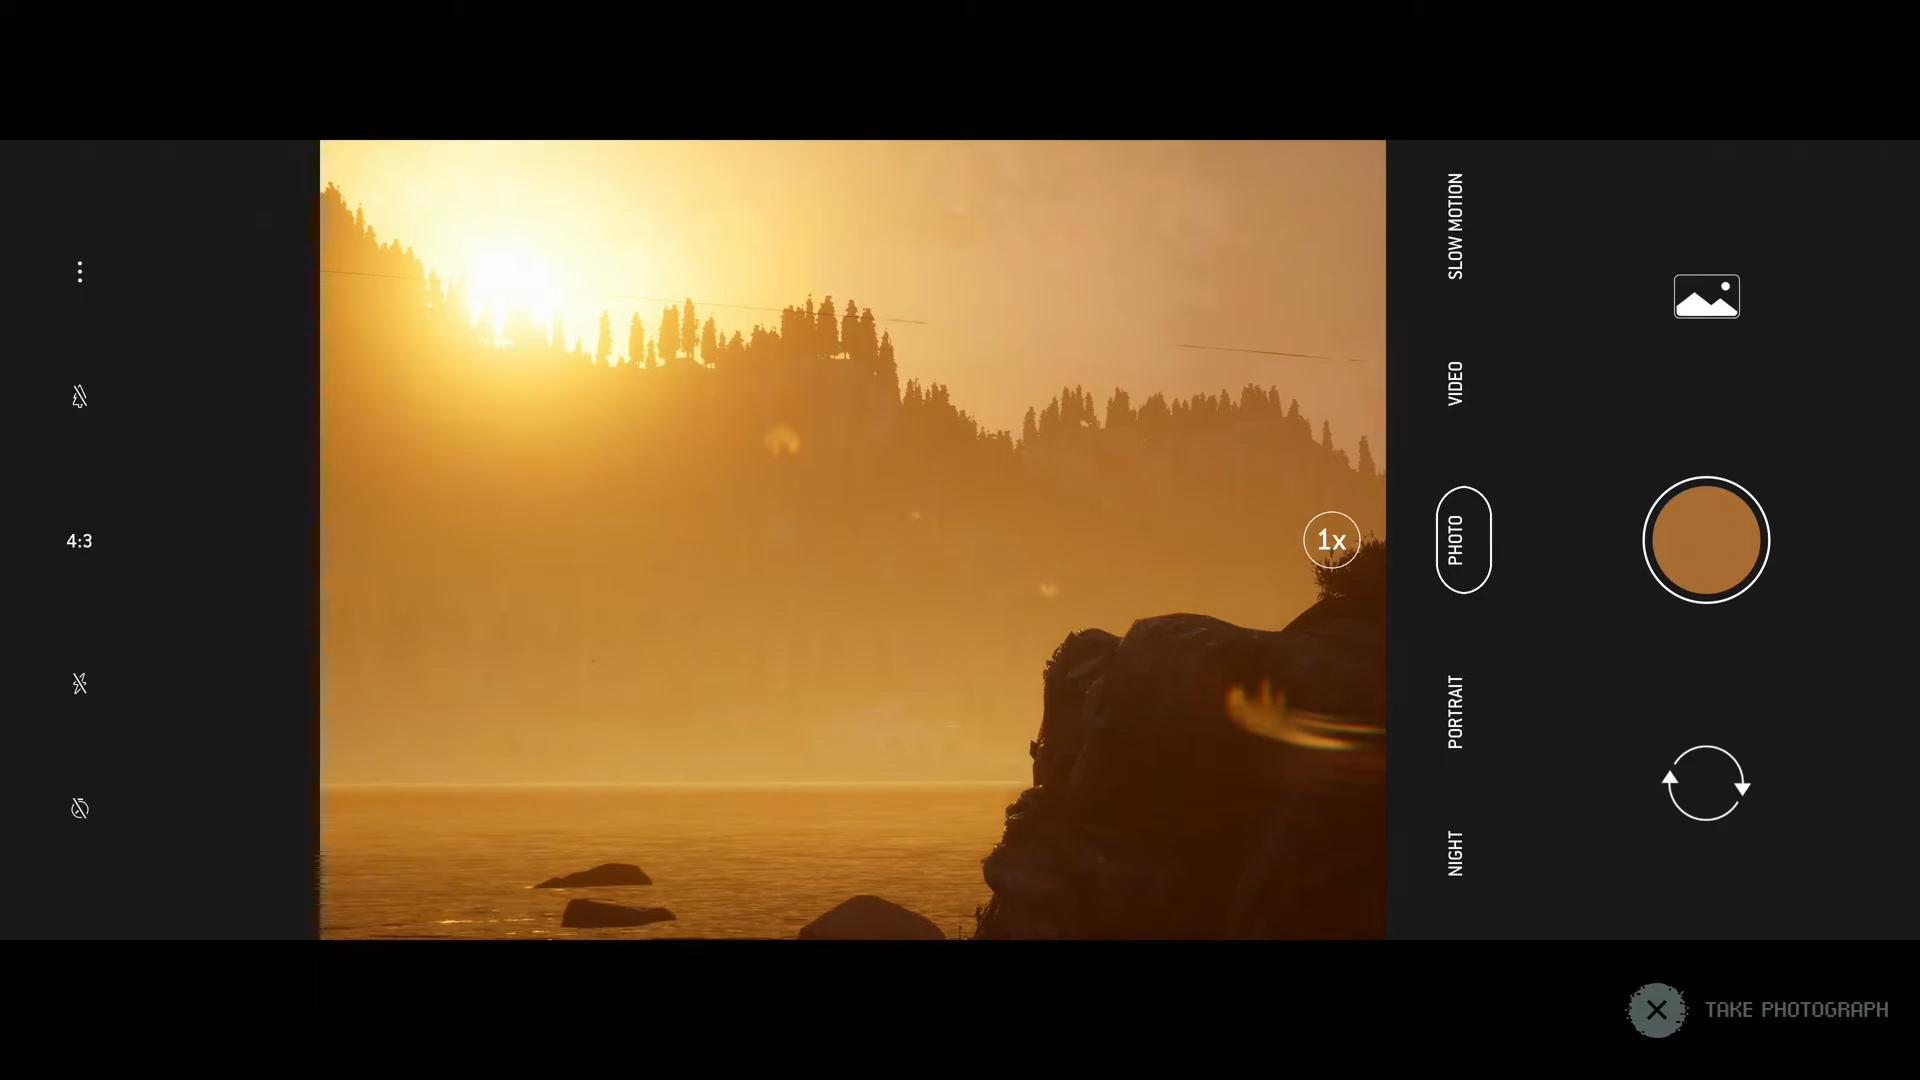 4:3
1x
SLOW MOTION
VIDEO
PHOTO
PORTRAIT
NIGHT
TAKE PHOTOGRAPH